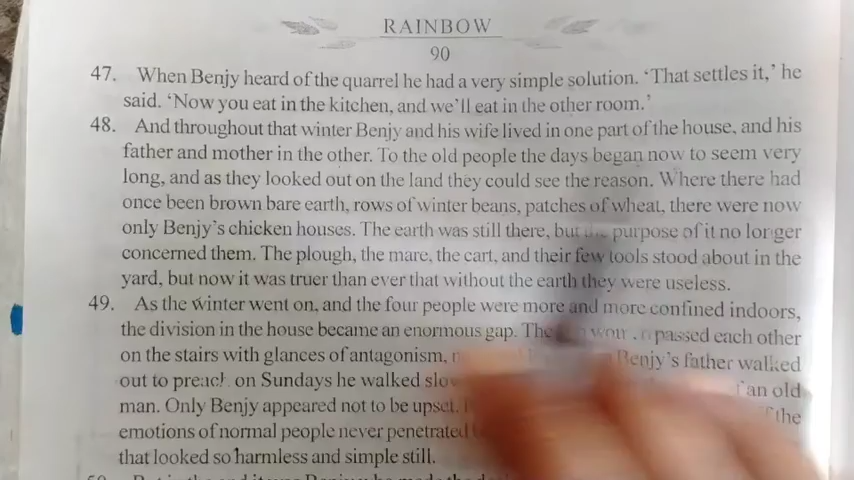 RAINBOW
90
47. When Benjy heard of the quarrel he had a very simple solution. ‘That settles it,’ he
said. ‘Now you eat in the kitchen, and we’ll eat in the other room.’
48. And throughout that winter Benjy and his wife lived in one part of the house, and his
father and mother in the other. To the old people the days began now to seem very
long, and as they looked out on the land they could see the reason. Where there had
once been brown bare earth, rows of winter beans, patches of wheat, there were now
only Benjy’s chicken houses. The earth was still there, but the purpose of it no longer
concerned them. The plough, the mare, the cart, and their few tools stood about in the
yard, but now it was truer than ever that without the earth they were useless.
49. As the winter went on, and the four people were more and more confined indoors,
the division in the house became an enormous gap. The passed each other
on the stairs with glances of antagonism, Benjy’s father walked
out to preach on Sundays he walked of an old
man. Only Benjy appeared not to be upset. of the
emotions of normal people never penetrated
that looked so harmless and simple still.